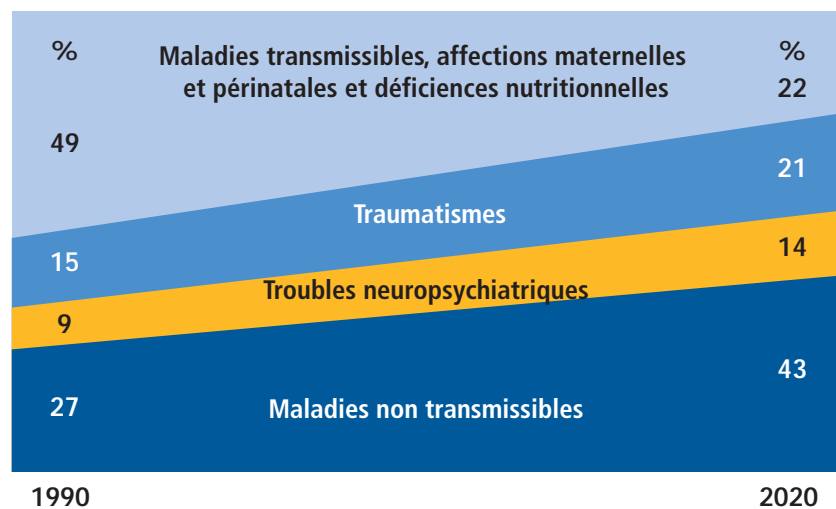 % Maladies transmissibles, affections maternelles %
et périnatales et déficiences nutritionnelles 22
49
21
Traumatismes
15
14
Troubles neuropsychiatriques
9
43
27 Maladies non transmissibles
1990 2020